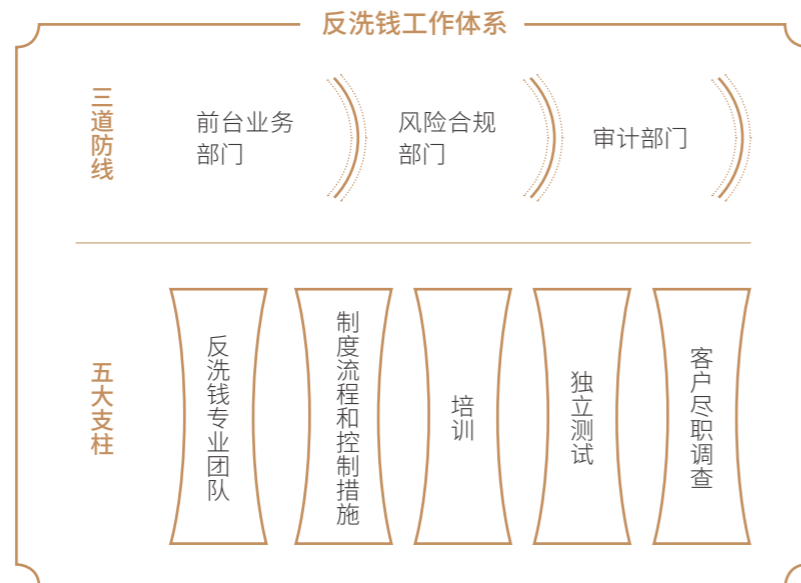 反洗钱工作体系
三道防线
前台业务
部门
风险合规
部门
审计部门
五大支柱
反洗钱专业团队
制度流程和控制措施
培训
独立测试
客户尽职调查